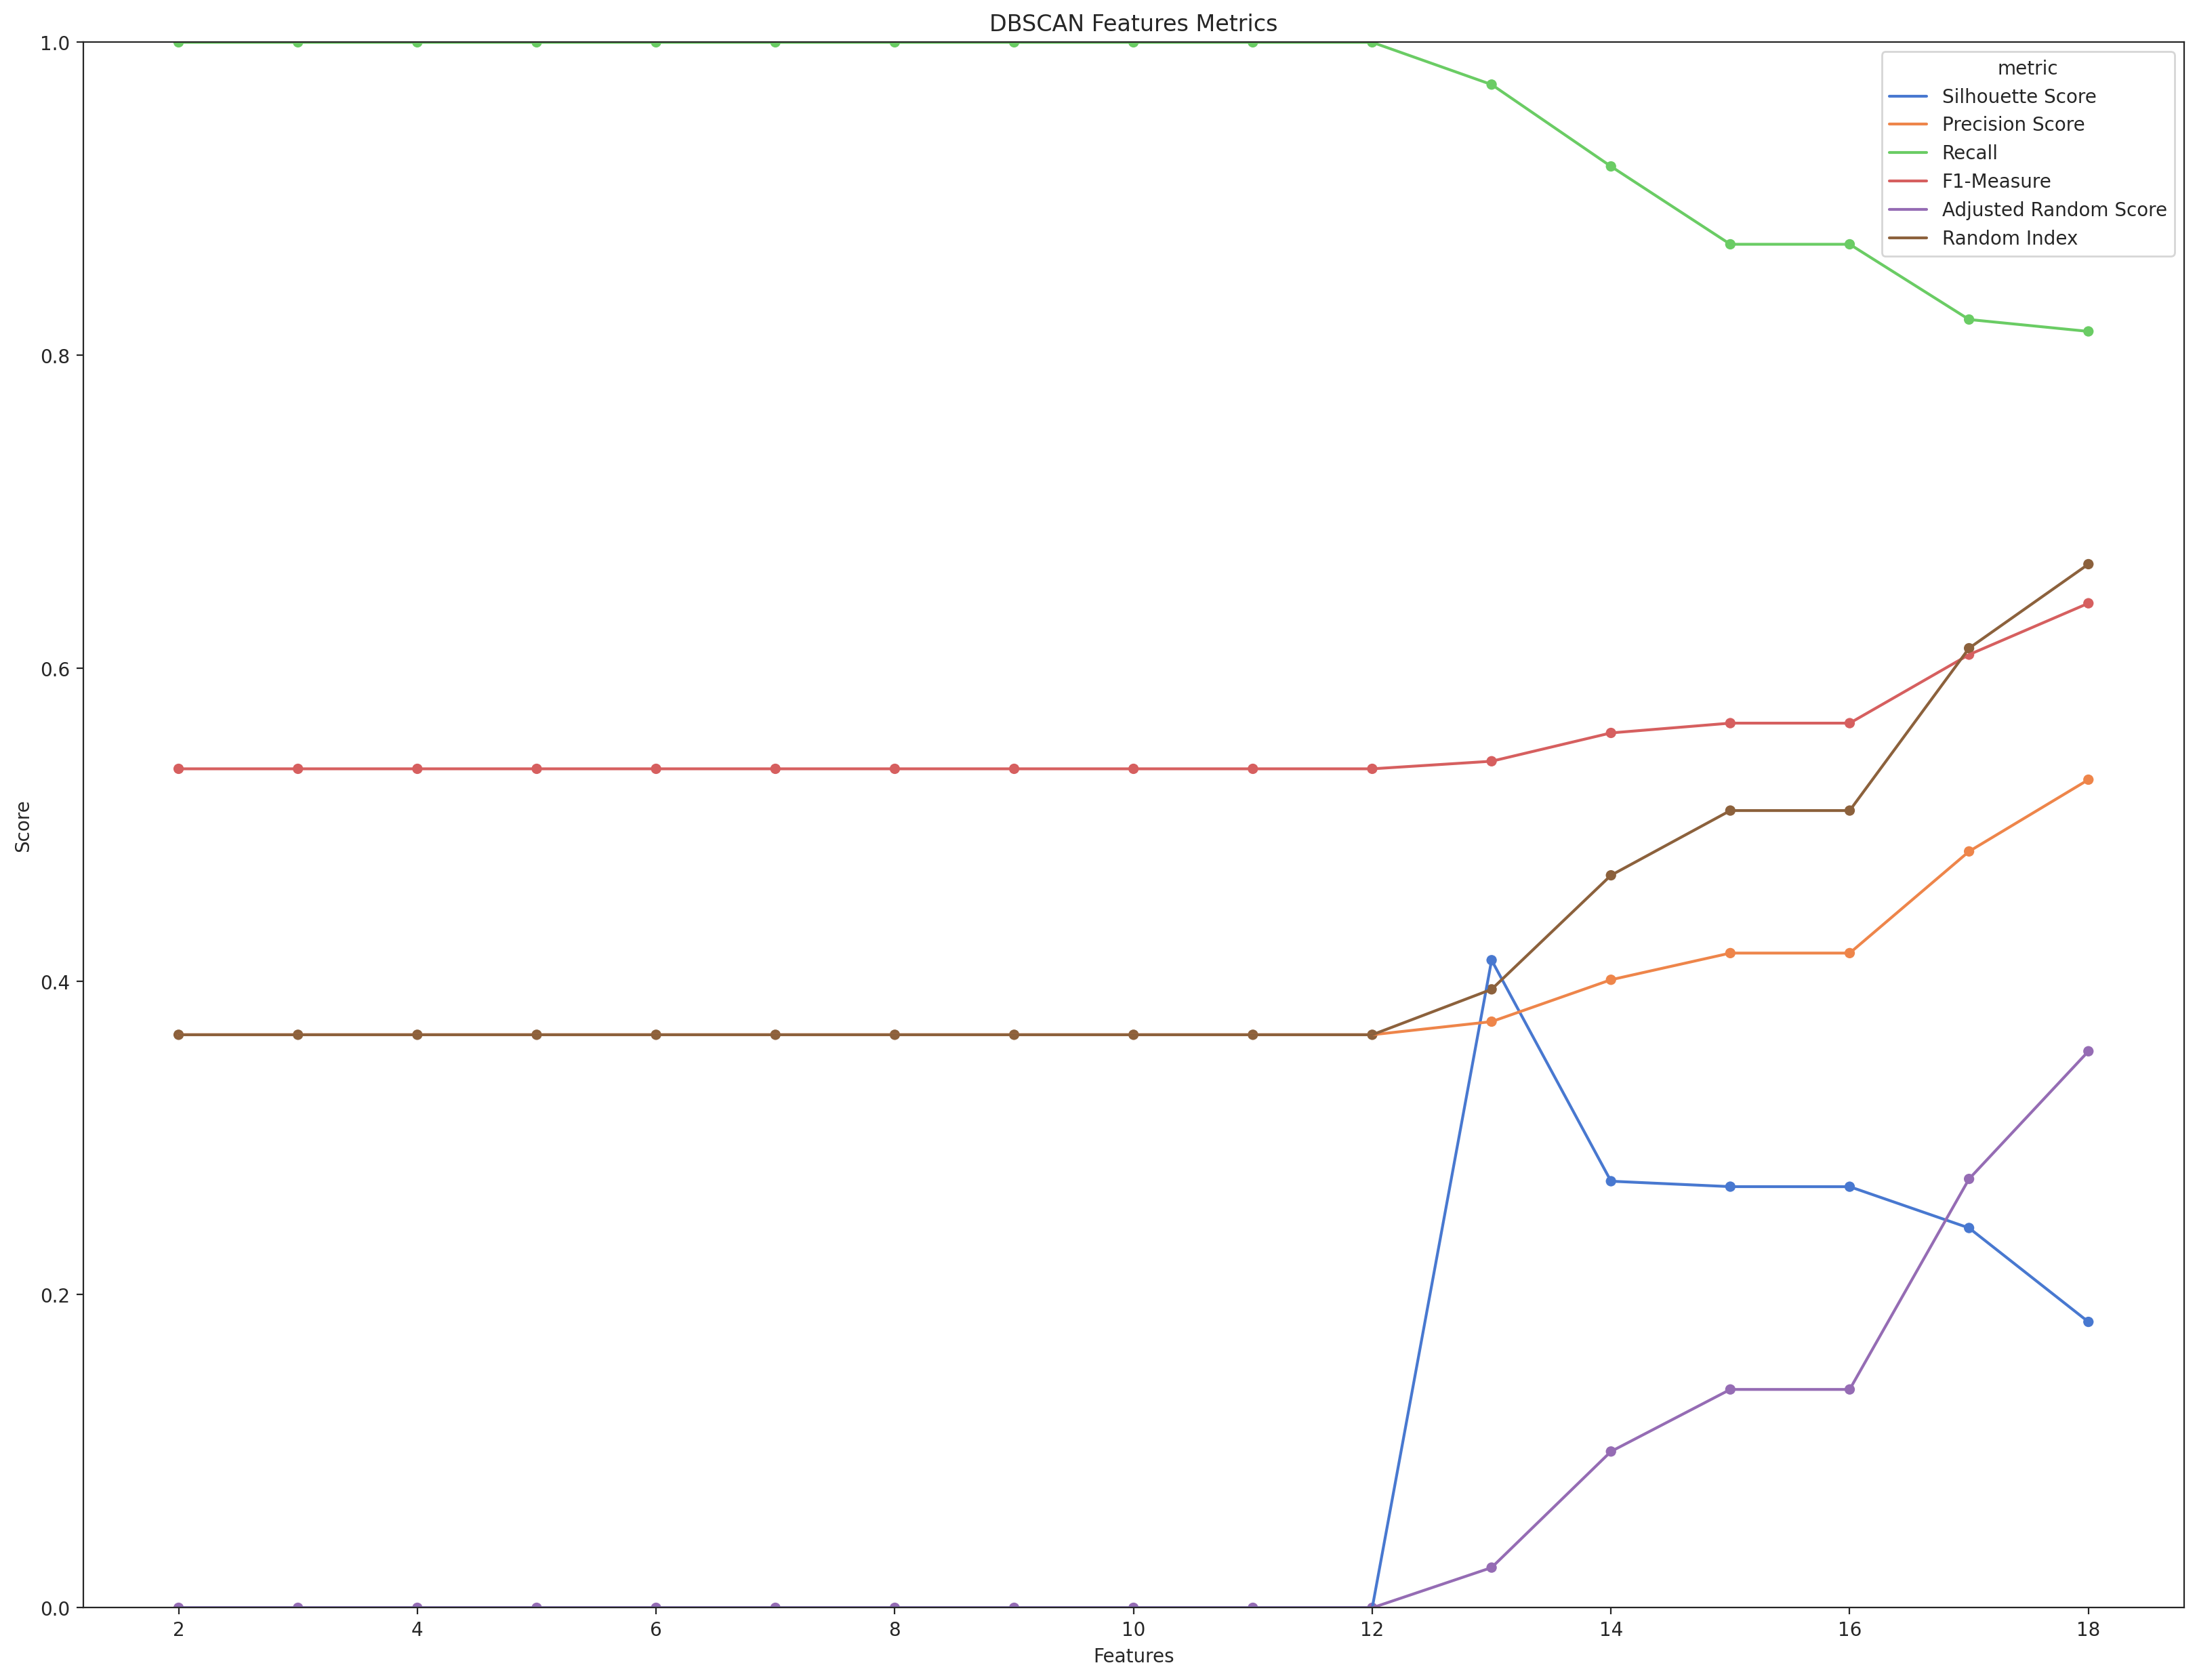 DBSCAN Features Metrics
1.0
0.8
0.6
0.4
0.2
0.0
Score
metric
Silhouette Score
Precision Score
Recall
F1-Measure
Adjusted Random Score
Random Index
2 4 6 8 10 12 14 16 18
Features